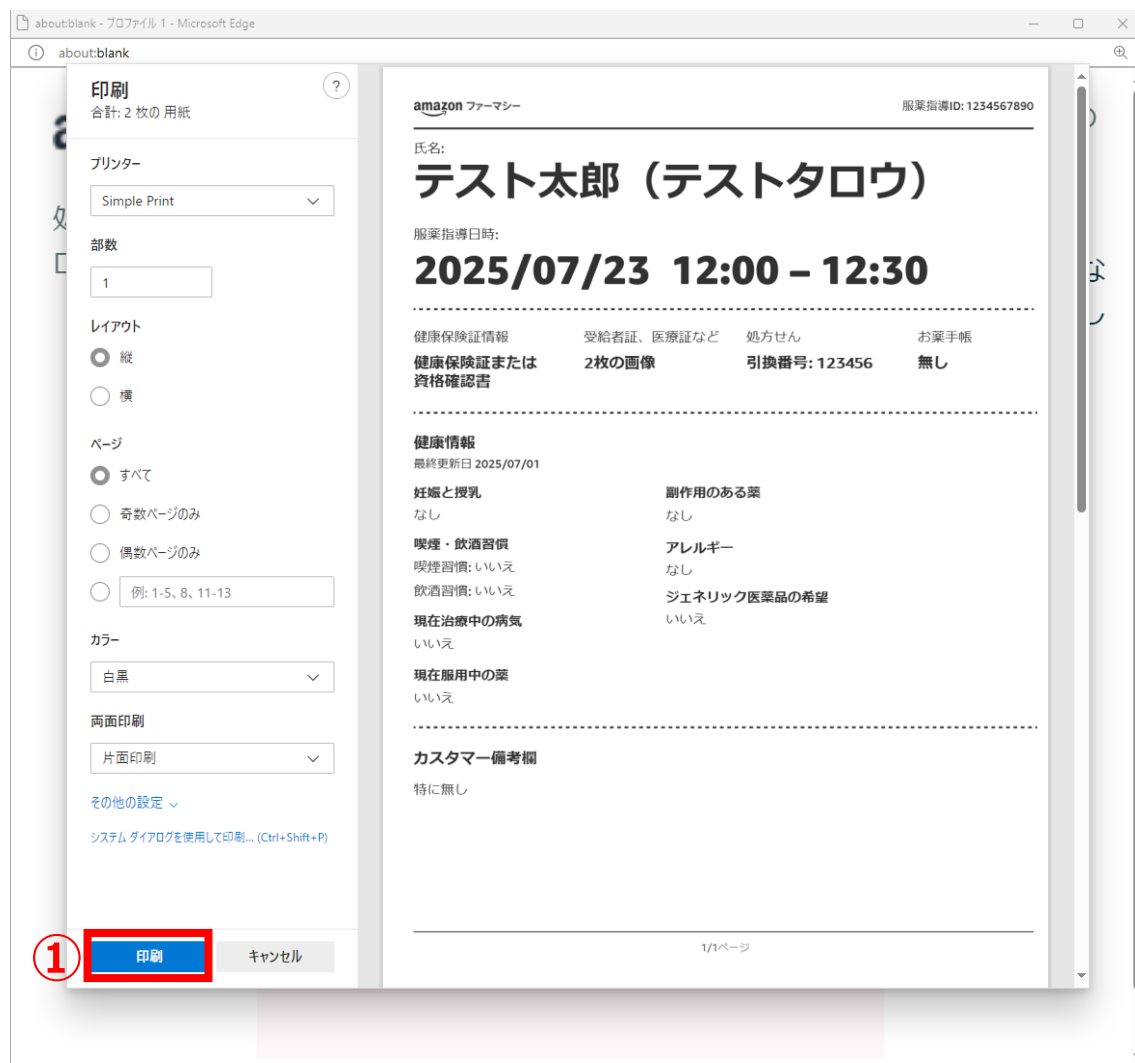 about:blank - プロファイル 1 - Microsoft Edge
about:blank
印刷
?
合計: 2 枚の 用紙
プリンター
Simple Print
部数
1
レイアウト
縦
横
ページ
すべて
奇数ページのみ
偶数ページのみ
例: 1-5、8、11-13
カラー
白黒
両面印刷
片面印刷
その他の設定
システム ダイアログを使用して印刷... (Ctrl+Shift+P)
①
印刷
キャンセル
amazon ファーマシー
服薬指導ID: 1234567890
氏名:
テスト太郎（テストタロウ）
服薬指導日時:
2025/07/23 12:00 – 12:30
健康保険証情報
健康保険証または
資格確認書
受給者証、医療証など
2枚の画像
処方せん
引換番号: 123456
お薬手帳
無し
健康情報
最終更新日 2025/07/01
妊娠と授乳
なし
喫煙・飲酒習慣
喫煙習慣: いいえ
飲酒習慣: いいえ
現在治療中の病気
いいえ
現在服用中の薬
いいえ
副作用のある薬
なし
アレルギー
なし
ジェネリック医薬品の希望
いいえ
カスタマー備考欄
特に無し
1/1ページ